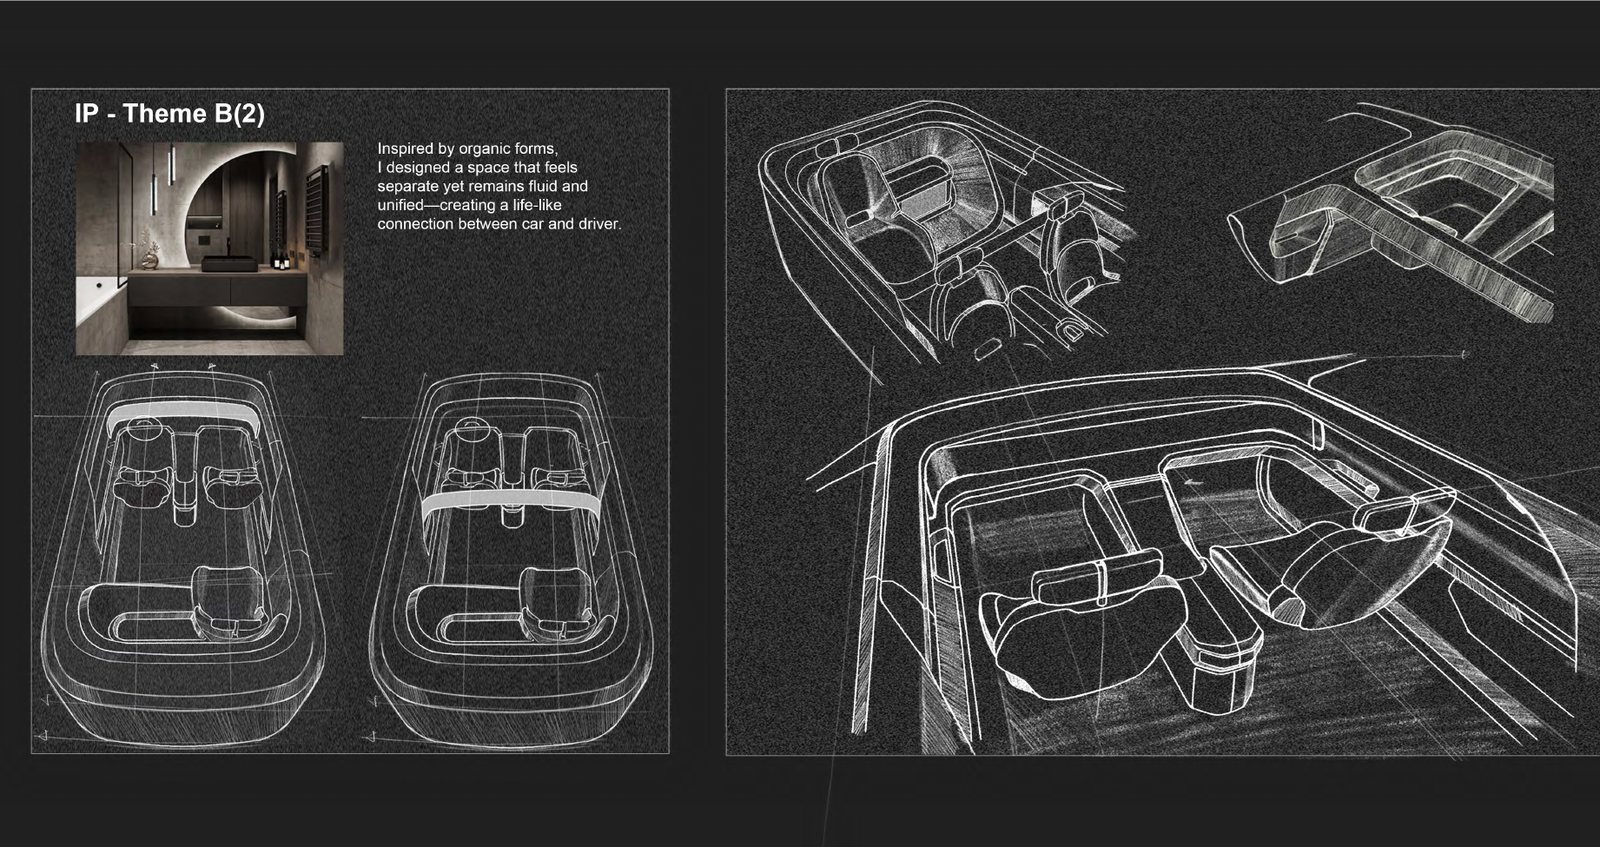 IP - Theme B(2)
Inspired by organic forms,
I designed a space that feels
separate yet remains fluid and
unified—creating a life-like
connection between car and driver.